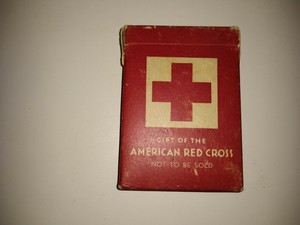 GIFT OF THE
AMERICAN RED CROSS
NOT TO BE SOLD